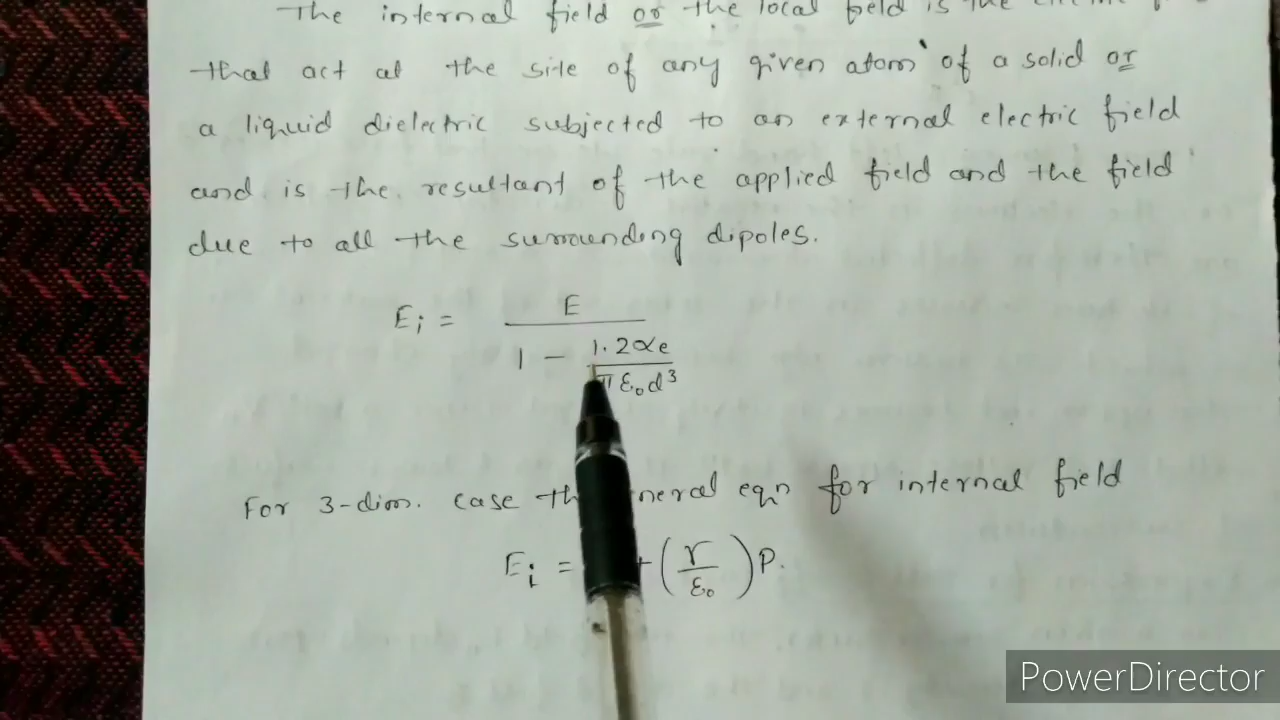 The internal field or the local field is the
that act at the site of any given atom of a solid or
a liquid dielectric subjected to an external electric field
and is the resultant of the applied field and the field
due to all the surrounding dipoles.
Ei = E / 1 - 1.2αe / π ε₀d³
For 3-dim. case eqn for internal field
Ei = + (γ / ε₀) P.
PowerDirector